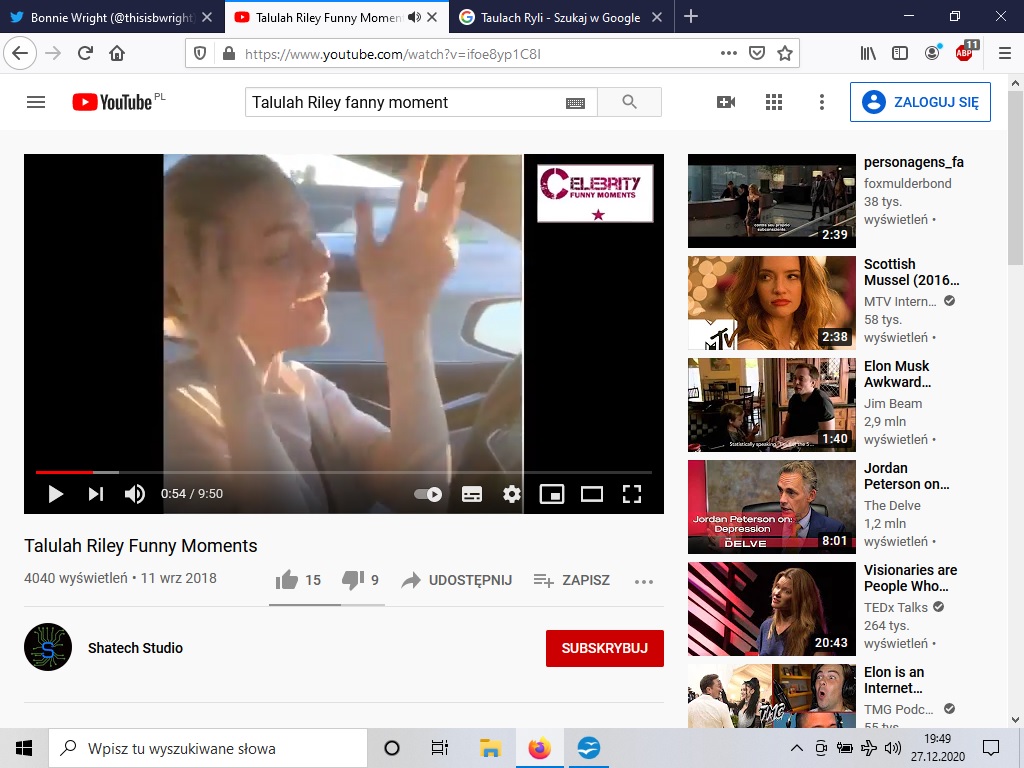 Bonnie Wright (@thisisbwright
Talulah Riley Funny Moment
Taulach Ryli - Szukaj w Google
https://www.youtube.com/watch?v=ifoe8yp1C8I
ABP
11
YouTube PL
Talulah Riley fanny moment
ZALOGUJ SIĘ
CELEBRITY
FUNNY MOMENTS
0:54 / 9:50
Talulah Riley Funny Moments
4040 wyświetleń • 11 wrz 2018
15
9
UDOSTĘPNIJ
ZAPISZ
S
Shatech Studio
SUBSKRYBUJ
2:39
personagens_fa
foxmulderbond
38 tys.
wyświetleń •
MTV
2:38
Scottish
Mussel (2016...
MTV Intern...
58 tys.
wyświetleń •
1:40
Elon Musk
Awkward...
Jim Beam
2,9 mln
wyświetleń •
Jordan Peterson on:
Depression
THE DELVE
8:01
Jordan
Peterson on...
The Delve
1,2 mln
wyświetleń •
20:43
Visionaries are
People Who...
TEDx Talks
264 tys.
wyświetleń •
TMG
Elon is an
Internet...
TMG Podc...
55 tys.
Wpisz tu wyszukiwane słowa
19:49
27.12.2020